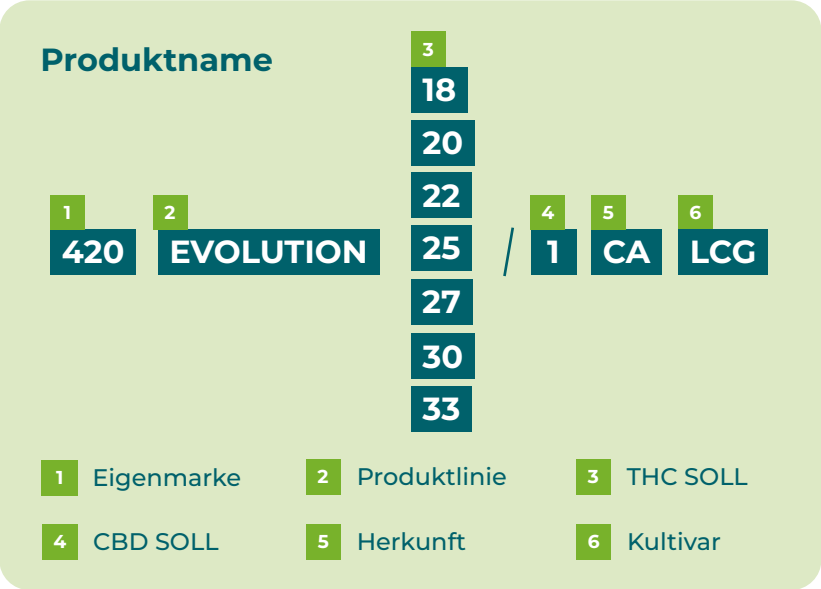 Produktname
3
18
20
22
1 2 4 5 6
420 EVOLUTION 25 / 1 CA LCG
27
30
33
1 Eigenmarke 2 Produktlinie 3 THC SOLL
4 CBD SOLL 5 Herkunft 6 Kultivar